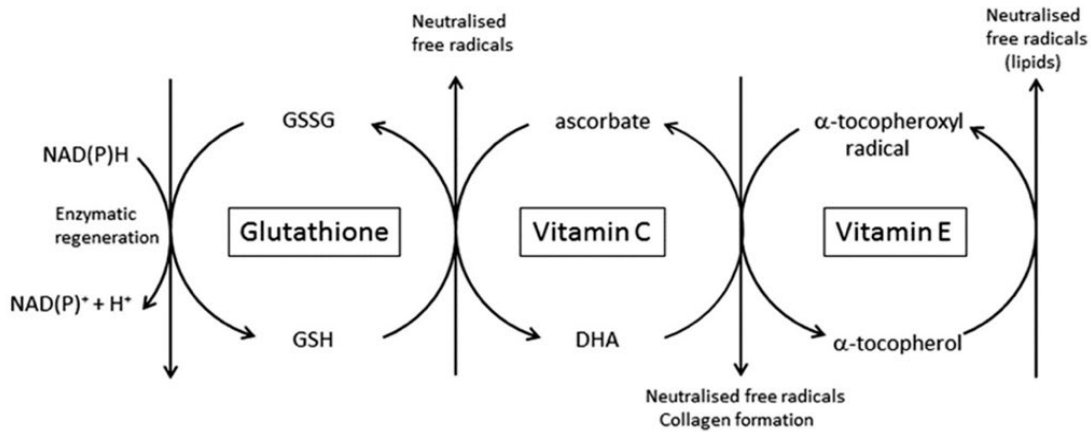 Neutralised
free radicals
Neutralised
free radicals
(lipids)
GSSG
ascorbate
α-tocopheroxyl
radical
NAD(P)H
Enzymatic
regeneration
Glutathione
Vitamin C
Vitamin E
NAD(P)⁺ + H⁺
GSH
DHA
α-tocopherol
Neutralised free radicals
Collagen formation